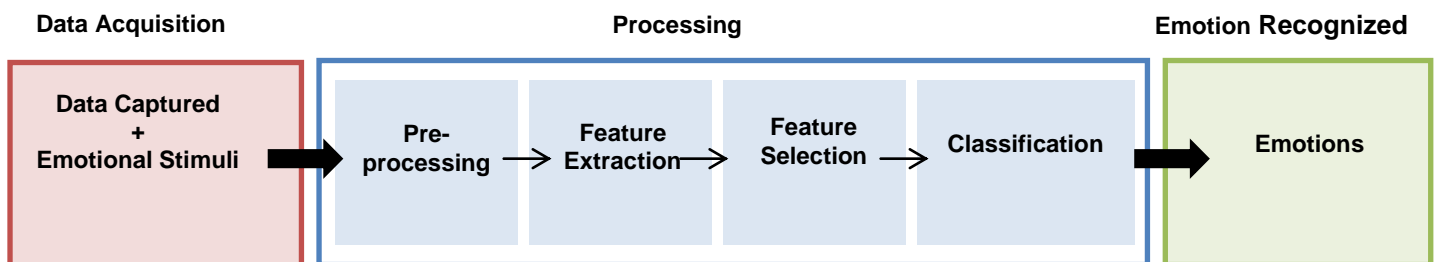 Data Acquisition
Processing
Emotion Recognized
Data Captured
+
Emotional Stimuli
Pre-
processing
Feature
Extraction
Feature
Selection
Classification
Emotions